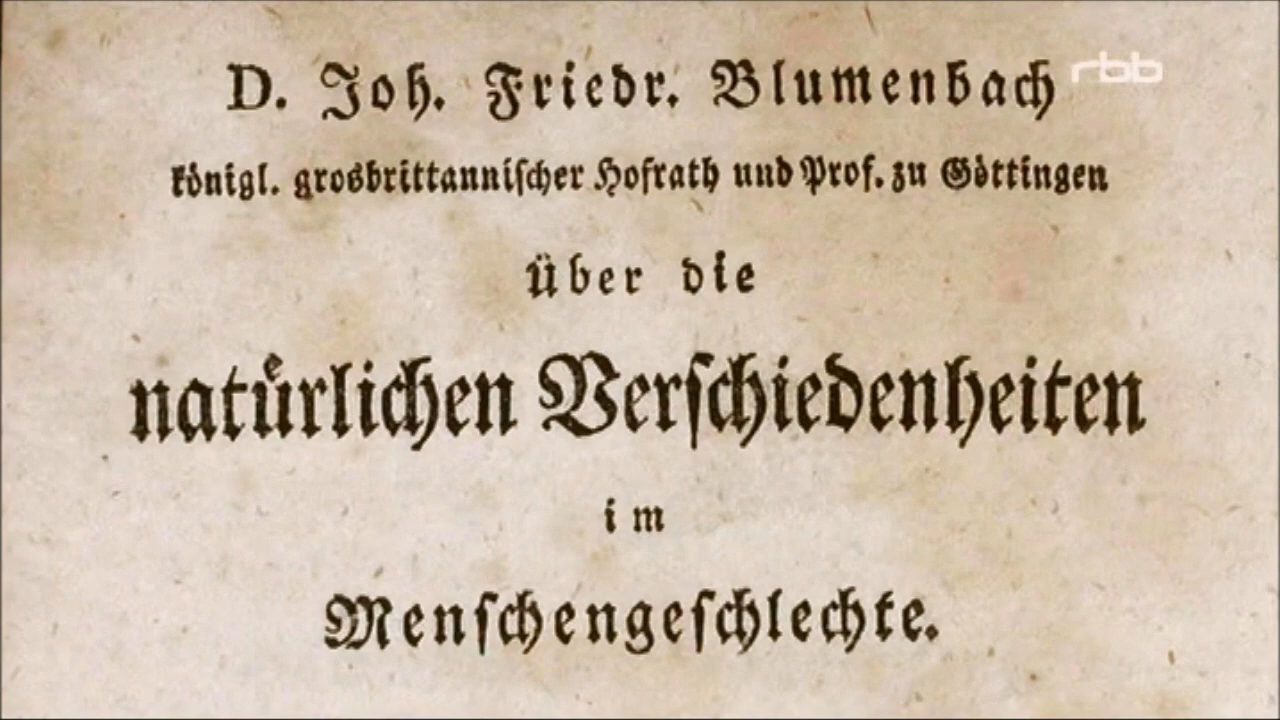 D. Joh. Friedr. Blumenbach
rbb
königl. grosbrittannischer Hofrath und Prof. zu Göttingen
über die
natürlichen Verschiedenheiten
im
Menschengeschlechte.